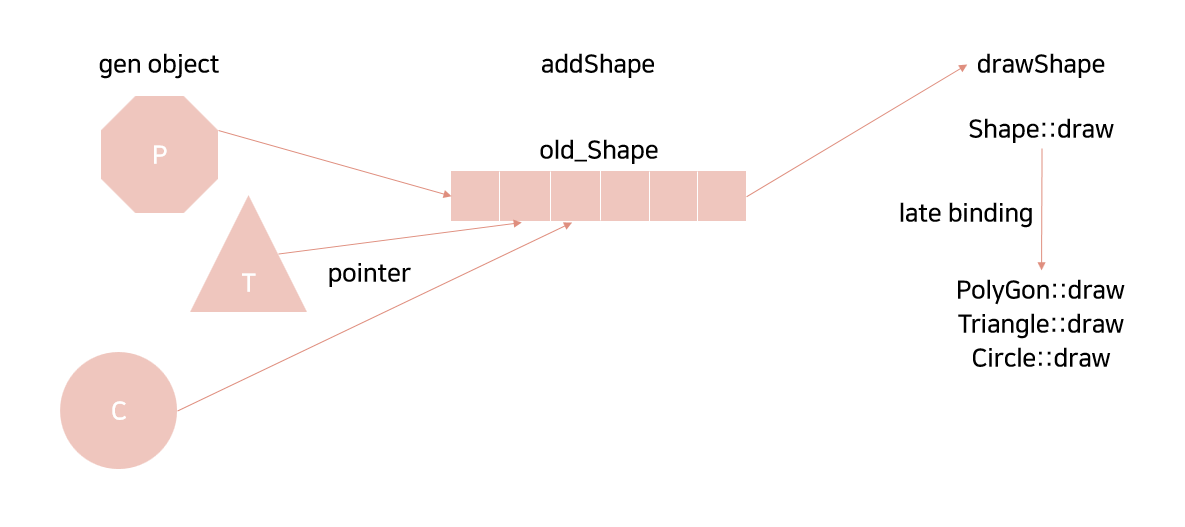 gen object
addShape
drawShape
P
old_Shape
Shape::draw
T
pointer
late binding
C
PolyGon::draw
Triangle::draw
Circle::draw